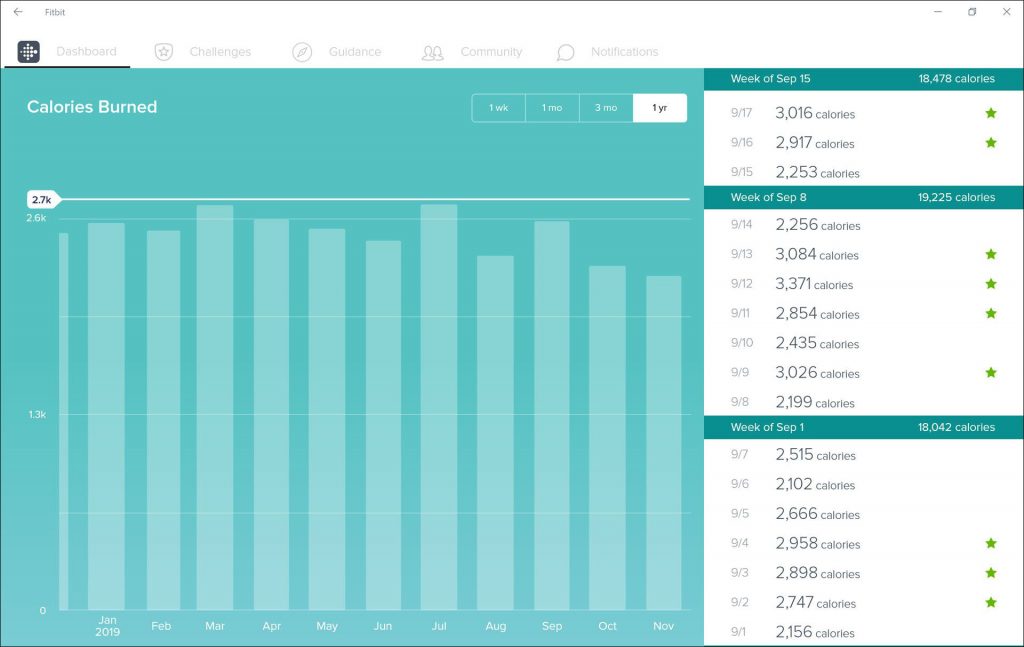 Fitbit
Dashboard Challenges Guidance Community Notifications
Calories Burned
1 wk 1 mo 3 mo 1 yr
2.7k
2.6k
1.3k
0
Jan Feb Mar Apr May Jun Jul Aug Sep Oct Nov
2019
Week of Sep 15 18,478 calories
9/17 3,016 calories
9/16 2,917 calories
9/15 2,253 calories
Week of Sep 8 19,225 calories
9/14 2,256 calories
9/13 3,084 calories
9/12 3,371 calories
9/11 2,854 calories
9/10 2,435 calories
9/9 3,026 calories
9/8 2,199 calories
Week of Sep 1 18,042 calories
9/7 2,515 calories
9/6 2,102 calories
9/5 2,666 calories
9/4 2,958 calories
9/3 2,898 calories
9/2 2,747 calories
9/1 2,156 calories